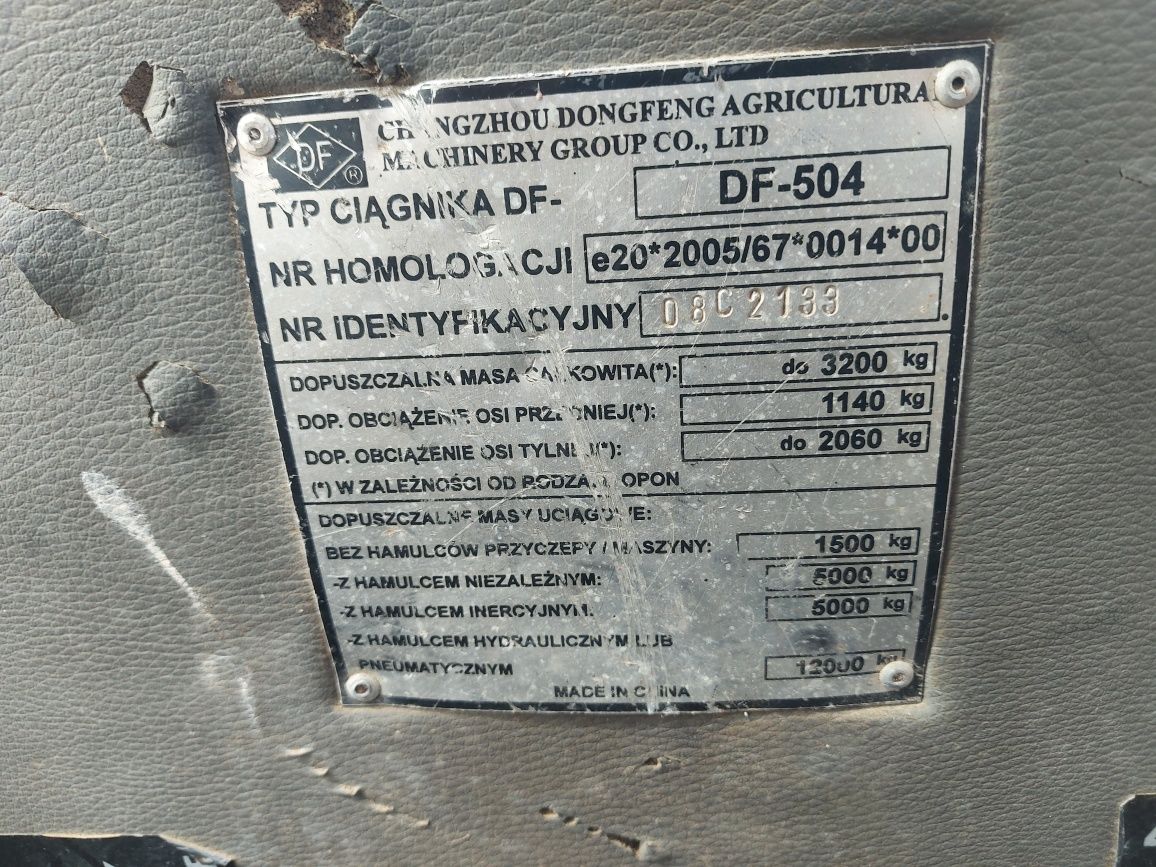 CHANGZHOU DONGFENG AGRICULTURA
MACHINERY GROUP CO., LTD
DF ®
TYP CIĄGNIKA DF- DF-504
NR HOMOLOGACJI e20*2005/67*0014*00
NR IDENTYFIKACYJNY 08C2133.
DOPUSZCZALNA MASA CAŁKOWITA(*): do 3200 kg
DOP. OBCIĄŻENIE OSI PRZEDNIEJ(*): 1140 kg
DOP. OBCIĄŻENIE OSI TYLNEJ(*): do 2060 kg
(*) W ZALEŻNOŚCI OD RODZAJU OPON
DOPUSZCZALNE MASY UCIĄGOWE:
BEZ HAMULCÓW PRZYCZEPY / MASZYNY: 1500 kg
-Z HAMULCEM NIEZALEŻNYM: 5000 kg
-Z HAMULCEM INERCYJNYM: 5000 kg
-Z HAMULCEM HYDRAULICZNYM LUB
PNEUMATYCZNYM 12000 kg
MADE IN CHINA